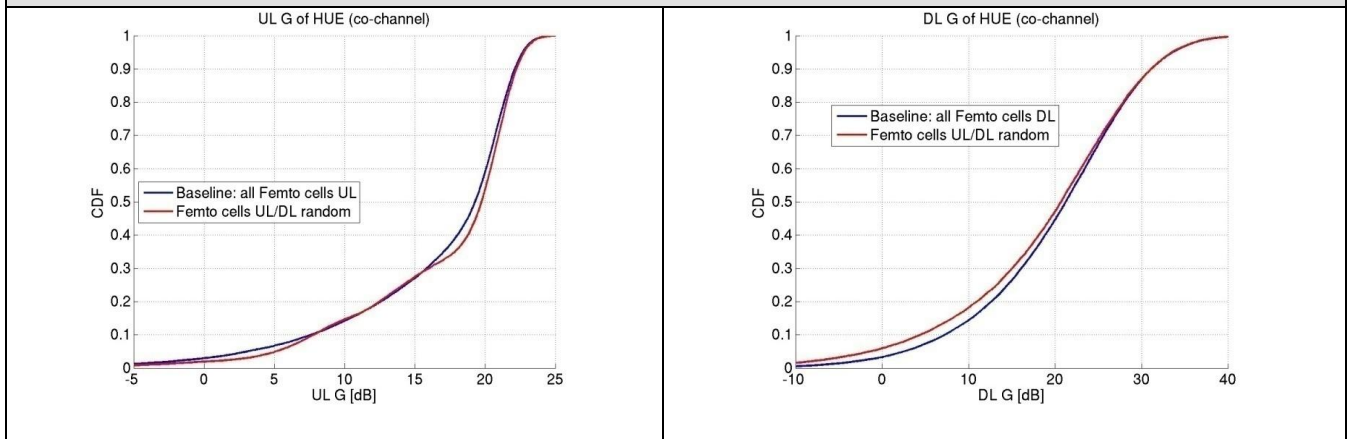 UL G of HUE (co-channel)
1
0.9
0.8
0.7
0.6
0.5
0.4
0.3
0.2
0.1
0
CDF
Baseline: all Femto cells UL
Femto cells UL/DL random
-5 0 5 10 15 20 25
UL G [dB]
DL G of HUE (co-channel)
1
0.9
0.8
0.7
0.6
0.5
0.4
0.3
0.2
0.1
0
CDF
Baseline: all Femto cells DL
Femto cells UL/DL random
-10 0 10 20 30 40
DL G [dB]